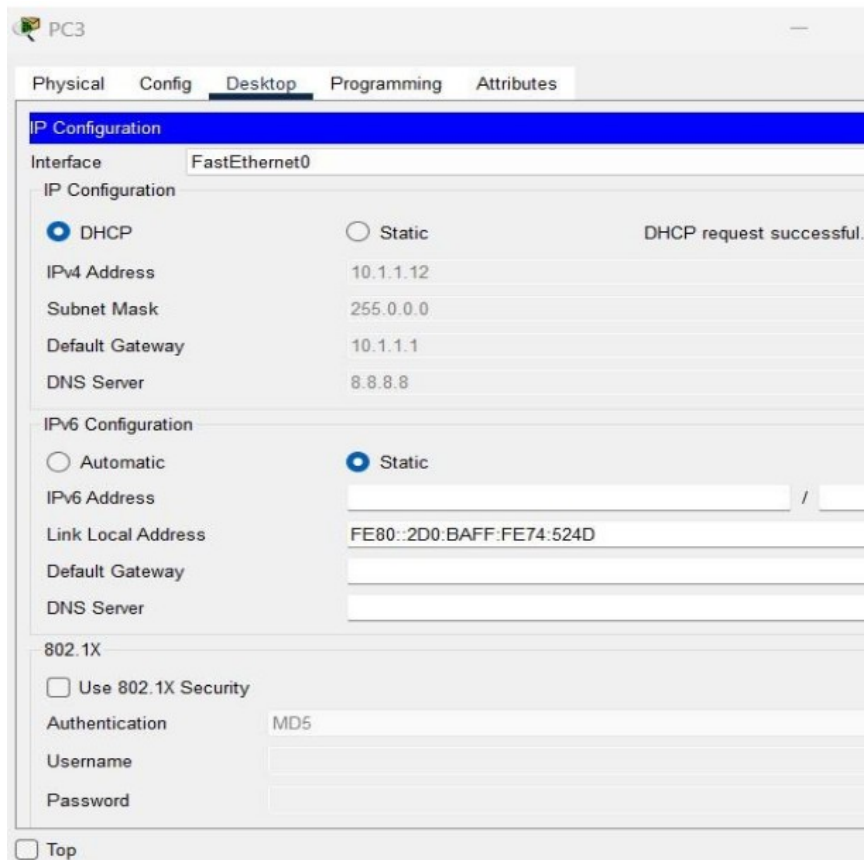 PC3
Physical Config Desktop Programming Attributes
IP Configuration
Interface FastEthernet0
IP Configuration
DHCP Static DHCP request successful.
IPv4 Address 10.1.1.12
Subnet Mask 255.0.0.0
Default Gateway 10.1.1.1
DNS Server 8.8.8.8
IPv6 Configuration
Automatic Static
IPv6 Address /
Link Local Address FE80::2D0:BAFF:FE74:524D
Default Gateway
DNS Server
802.1X
Use 802.1X Security
Authentication MD5
Username
Password
Top